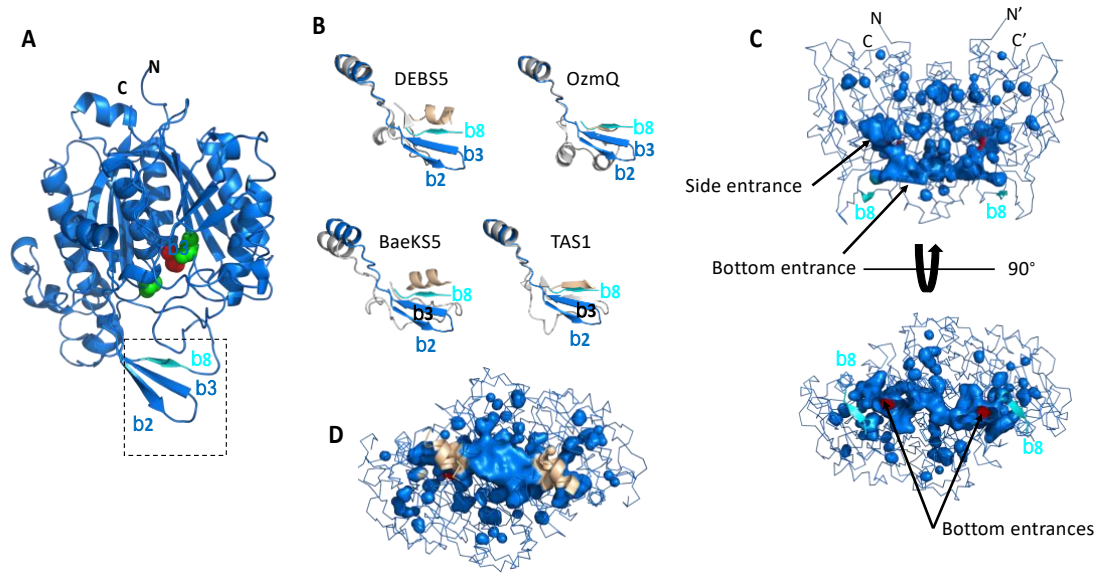 A
N
C
b8
b3
b2
B
DEBS5
b8
b3
b2
OzmQ
b8
b3
b2
BaeKS5
b8
b3
b2
TAS1
b8
b3
b2
C
N
N’
C
C’
Side entrance
b8
b8
Bottom entrance
90°
b8
b8
Bottom entrances
D